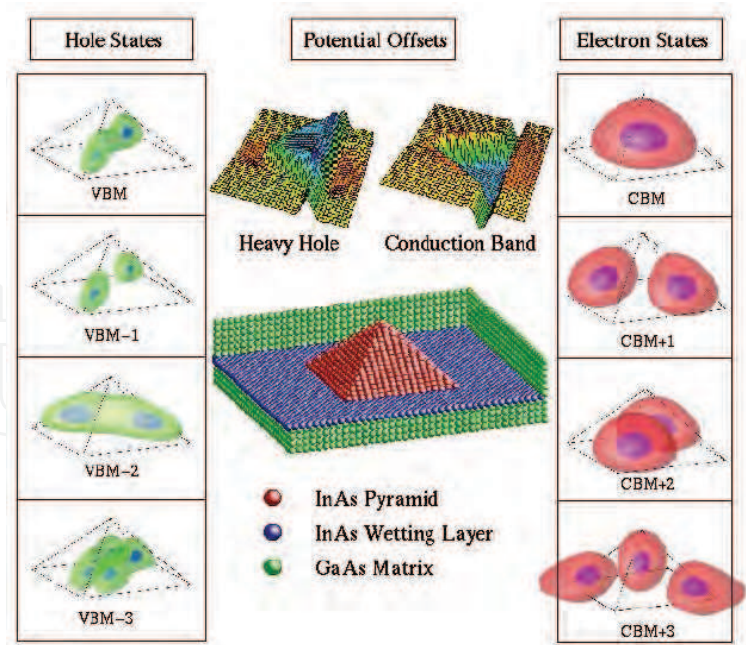 Hole States
Potential Offsets
Electron States
VBM
CBM
Heavy Hole
Conduction Band
VBM-1
CBM+1
VBM-2
CBM+2
InAs Pyramid
InAs Wetting Layer
GaAs Matrix
VBM-3
CBM+3